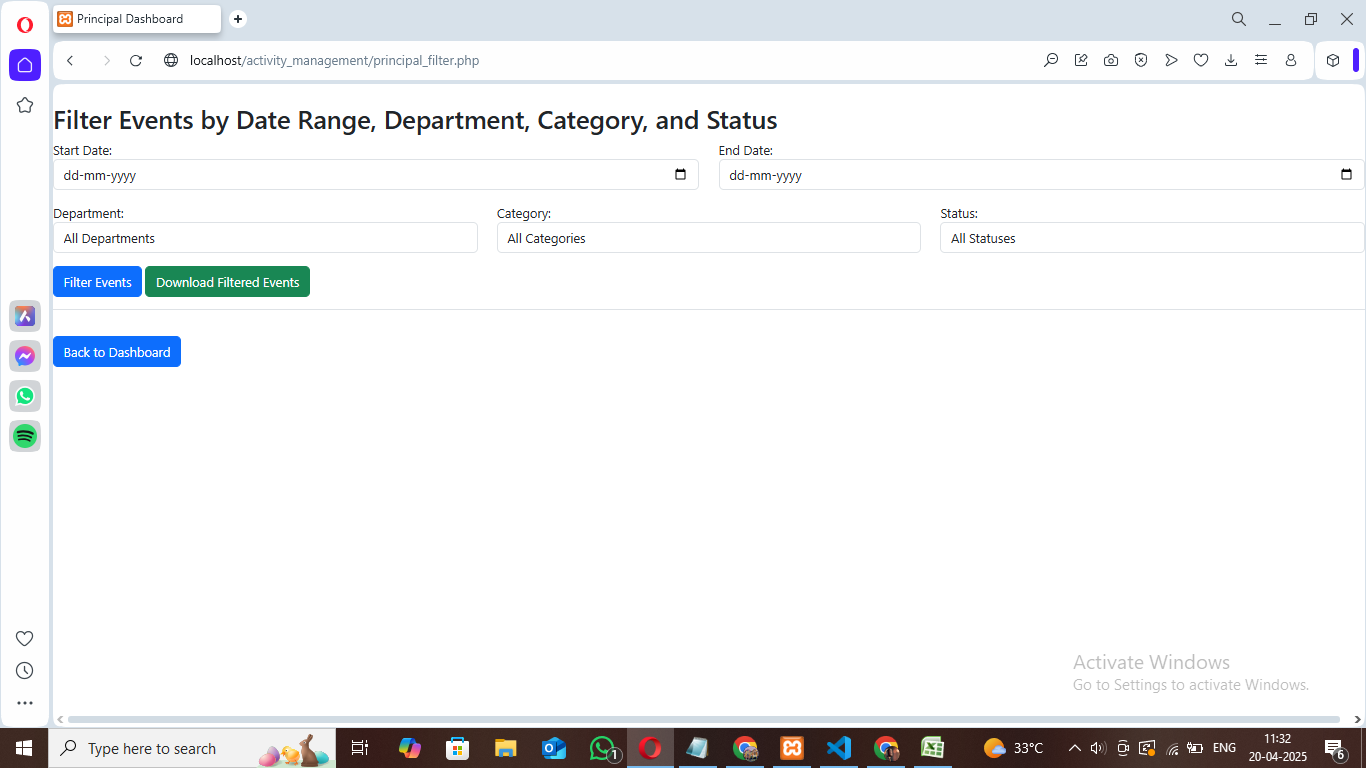 Principal Dashboard
localhost/activity_management/principal_filter.php
Filter Events by Date Range, Department, Category, and Status
Start Date: End Date:
dd-mm-yyyy dd-mm-yyyy
Department: Category: Status:
All Departments All Categories All Statuses
Filter Events Download Filtered Events
Back to Dashboard
Activate Windows
Go to Settings to activate Windows.
Type here to search 1 33°C ENG 11:32
20-04-2025 6